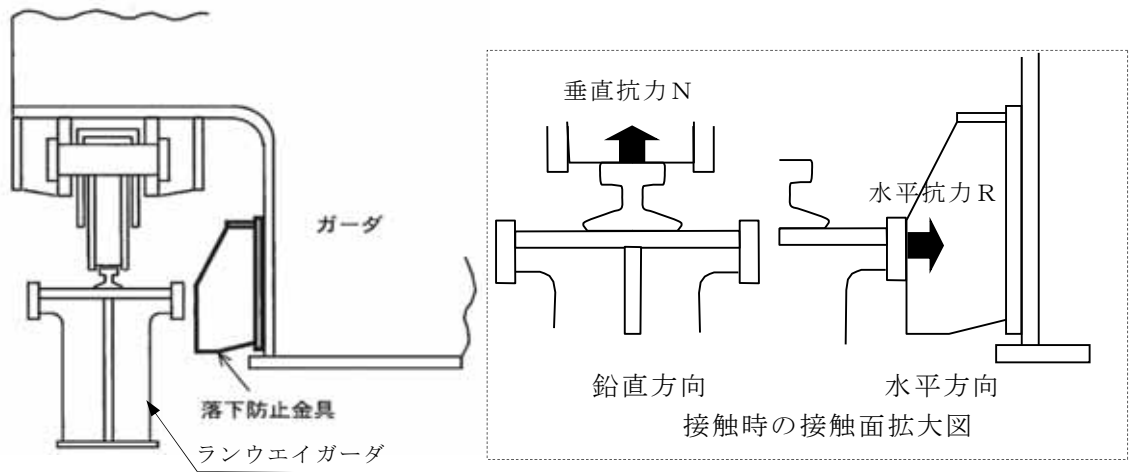 ガーダ
落下防止金具
ランウエイガーダ
垂直抗力N
水平抗力R
鉛直方向
水平方向
接触時の接触面拡大図